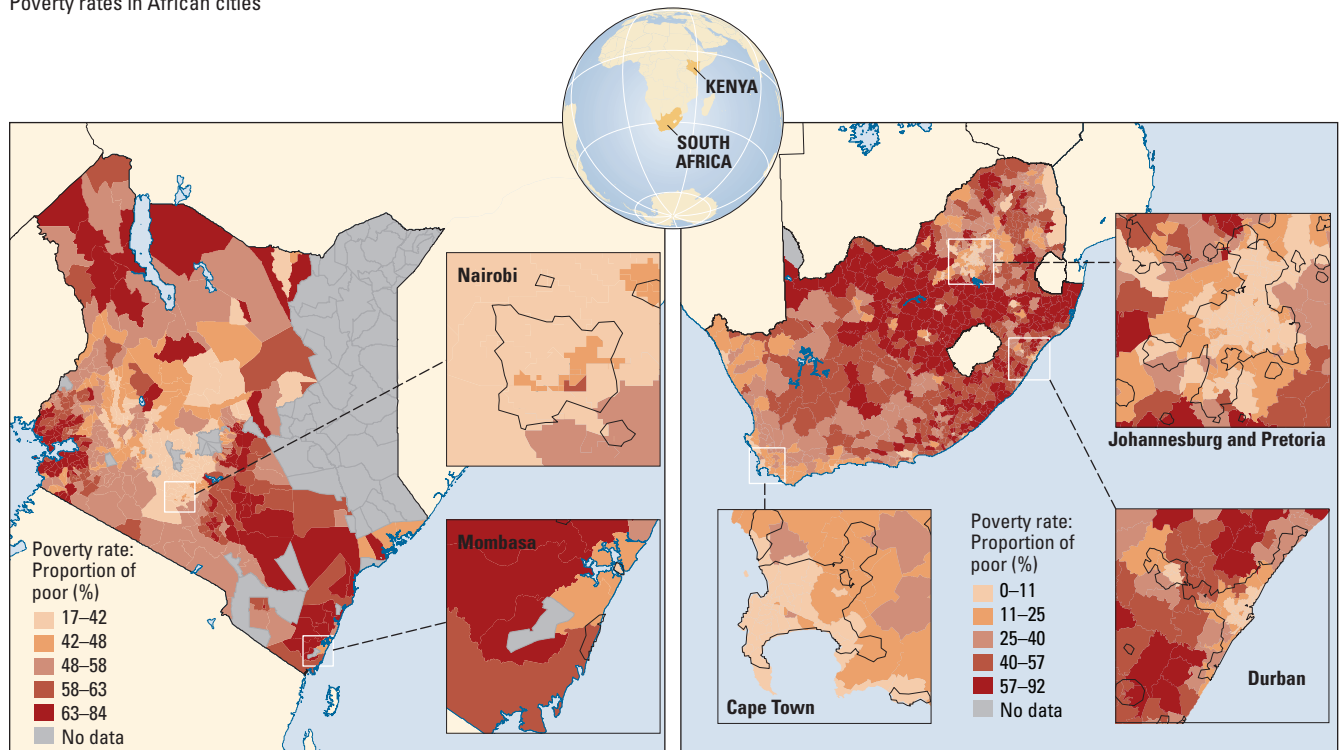 Poverty rates in African cities
KENYA
SOUTH
AFRICA
Nairobi
Mombasa
Poverty rate:
Proportion of
poor (%)
17–42
42–48
48–58
58–63
63–84
No data
Johannesburg and Pretoria
Cape Town
Poverty rate:
Proportion of
poor (%)
0–11
11–25
25–40
40–57
57–92
No data
Durban